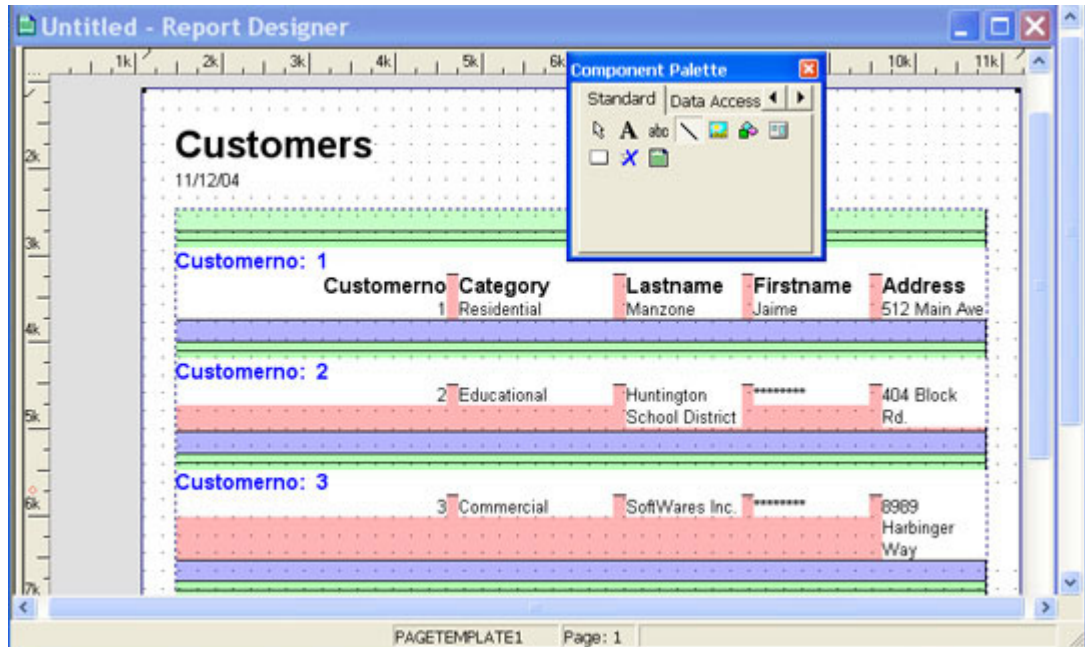 Untitled - Report Designer
1k 2k 3k 4k 5k 6k 10k 11k
Component Palette
Standard Data Access
A abc
2k
Customers
11/12/04
3k
Customerno: 1
Customerno Category Lastname Firstname Address
1 Residential Manzone Jaime 512 Main Ave
4k
Customerno: 2
2 Educational Huntington ******** 404 Block
5k School District Rd.
Customerno: 3
6k 3 Commercial SoftWares Inc. ******** 8989
Harbinger
Way
7k
PAGETEMPLATE1 Page: 1